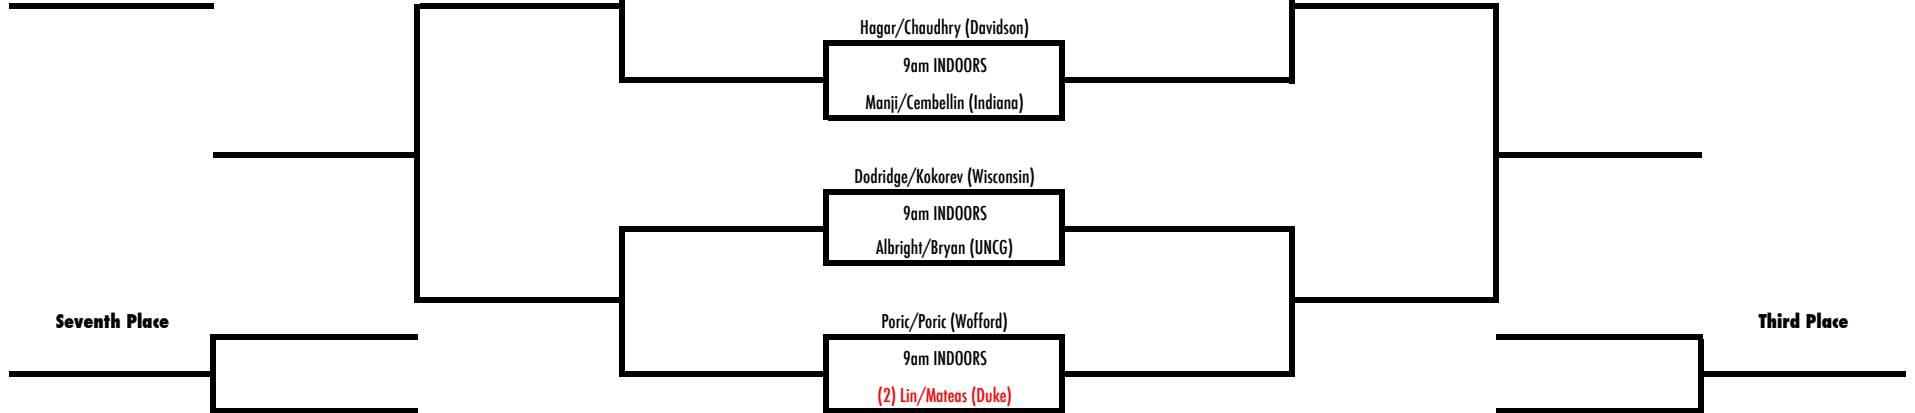 Hagar/Chaudhry (Davidson)
9am INDOORS
Manji/Cembellin (Indiana)
Dodridge/Kokorev (Wisconsin)
9am INDOORS
Albright/Bryan (UNCG)
Seventh Place
Poric/Poric (Wofford)
Third Place
9am INDOORS
(2) Lin/Mateas (Duke)